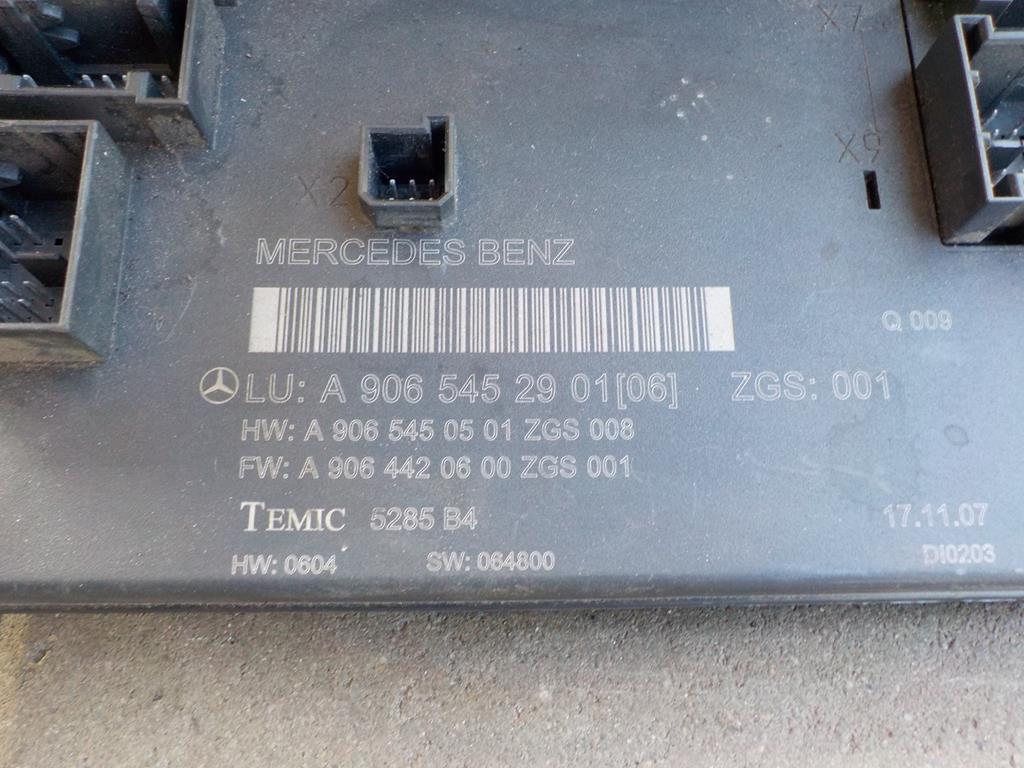 X7
X9
X2
MERCEDES BENZ
Q 009
LU: A 906 545 29 01[06] ZGS: 001
HW: A 906 545 05 01 ZGS 008
FW: A 906 442 06 00 ZGS 001
TEMIC 5285 B4 17.11.07
HW: 0604 SW: 064800 DI0203